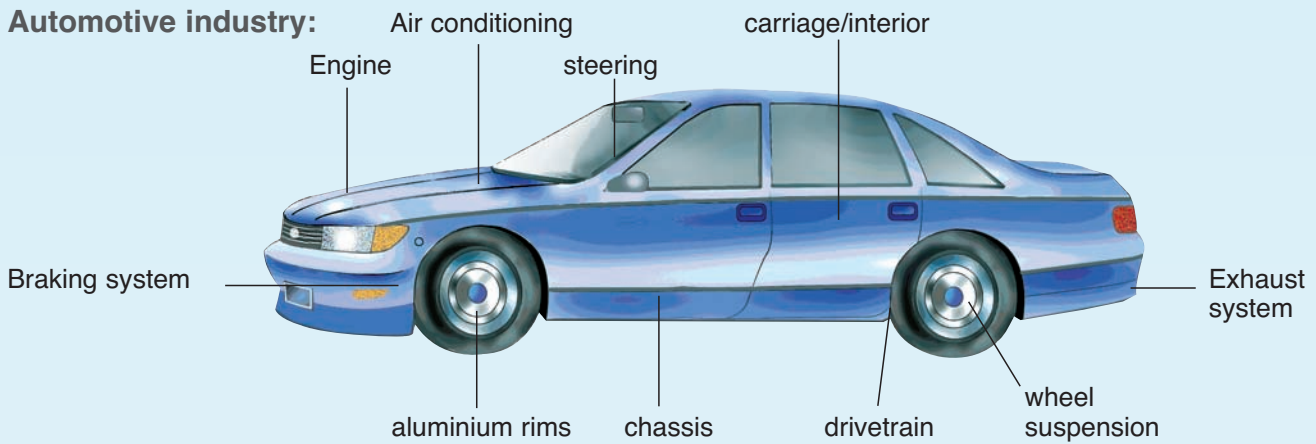 Automotive industry:
Air conditioning
carriage/interior
Engine
steering
Braking system
Exhaust
system
aluminium rims
chassis
drivetrain
wheel
suspension